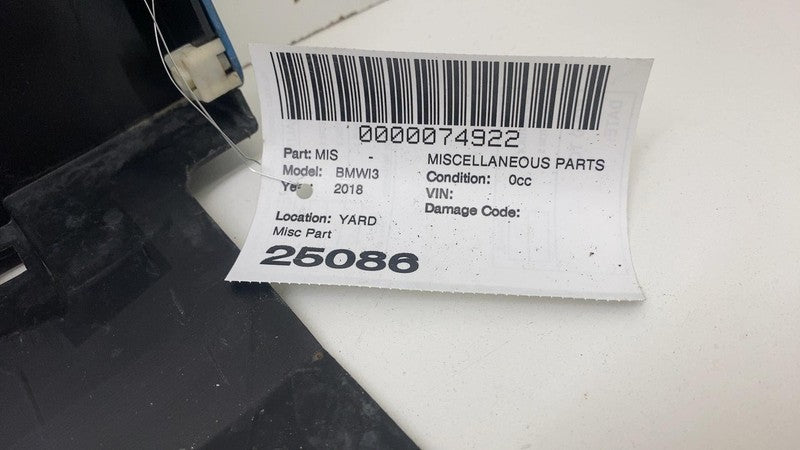 0000074922
Part: MIS - MISCELLANEOUS PARTS
Model: BMWI3 Condition: 0cc
Year: 2018 VIN:
Damage Code:
Location: YARD
Misc Part
25086